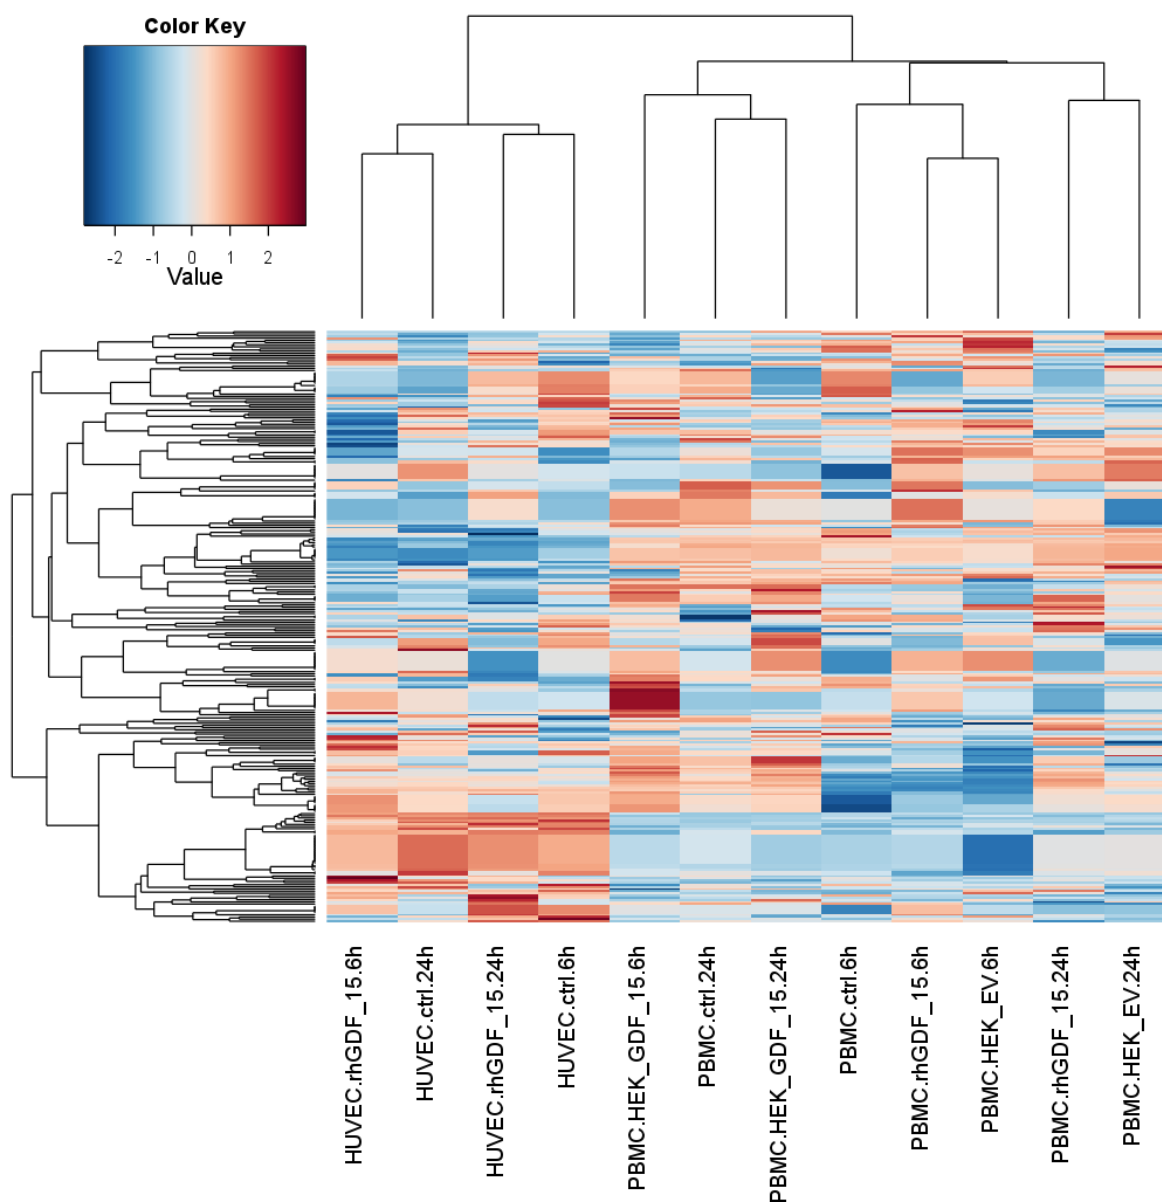 Color Key
-2 -1 0 1 2
Value
HUVEC.rhGDF_15.6h
HUVEC.ctrl.24h
HUVEC.rhGDF_15.24h
HUVEC.ctrl.6h
PBMC.HEK_GDF_15.6h
PBMC.ctrl.24h
PBMC.HEK_GDF_15.24h
PBMC.ctrl.6h
PBMC.rhGDF_15.6h
PBMC.HEK_EV.6h
PBMC.rhGDF_15.24h
PBMC.HEK_EV.24h